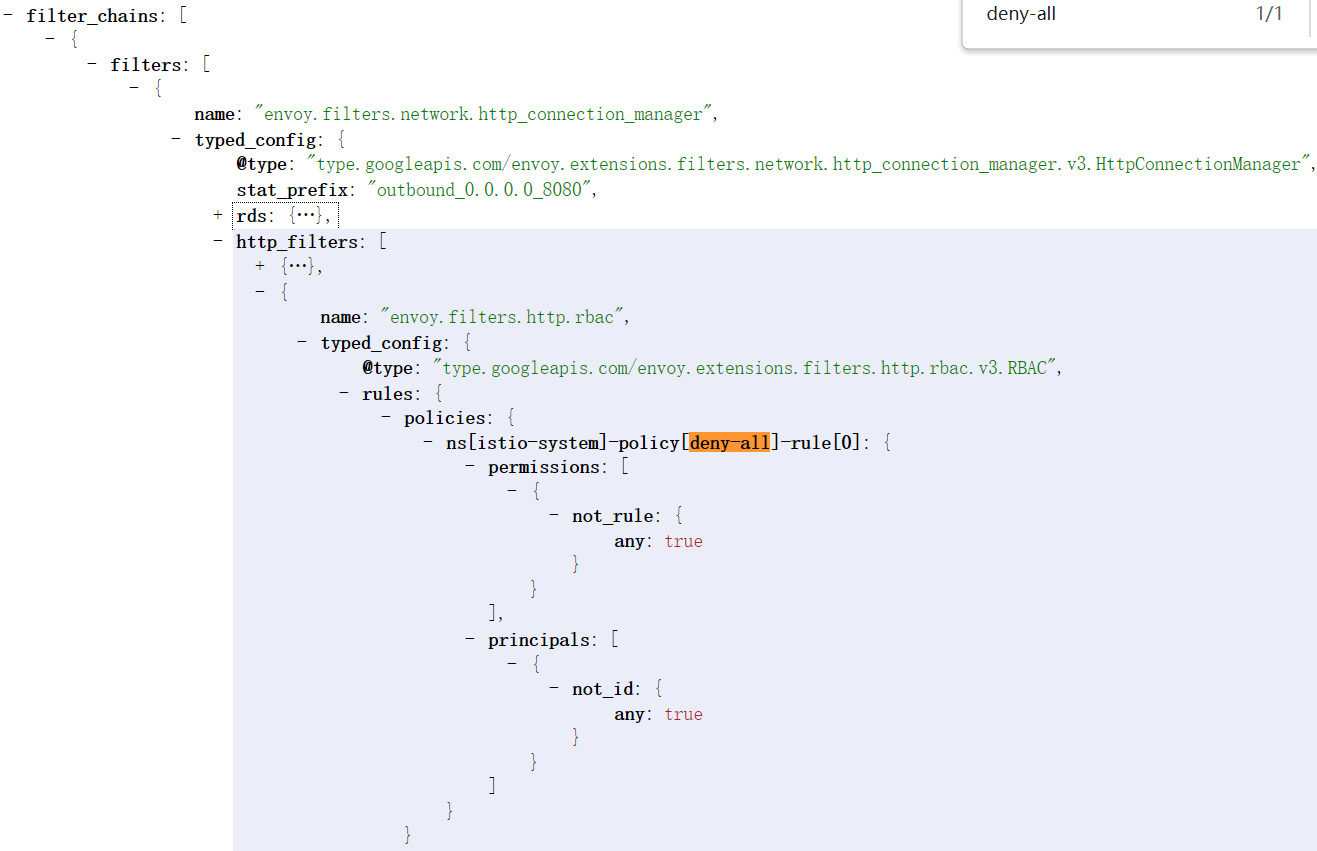 deny-all 1/1
- filter_chains: [
- {
- filters: [
- {
name: "envoy.filters.network.http_connection_manager",
- typed_config: {
@type: "type.googleapis.com/envoy.extensions.filters.network.http_connection_manager.v3.HttpConnectionManager",
stat_prefix: "outbound_0.0.0.0_8080",
+ rds: {…},
- http_filters: [
+ {…},
- {
name: "envoy.filters.http.rbac",
- typed_config: {
@type: "type.googleapis.com/envoy.extensions.filters.http.rbac.v3.RBAC",
- rules: {
- policies: {
- ns[istio-system]-policy[deny-all]-rule[0]: {
- permissions: [
- {
- not_rule: {
any: true
}
}
],
- principals: [
- {
- not_id: {
any: true
}
}
]
}
}